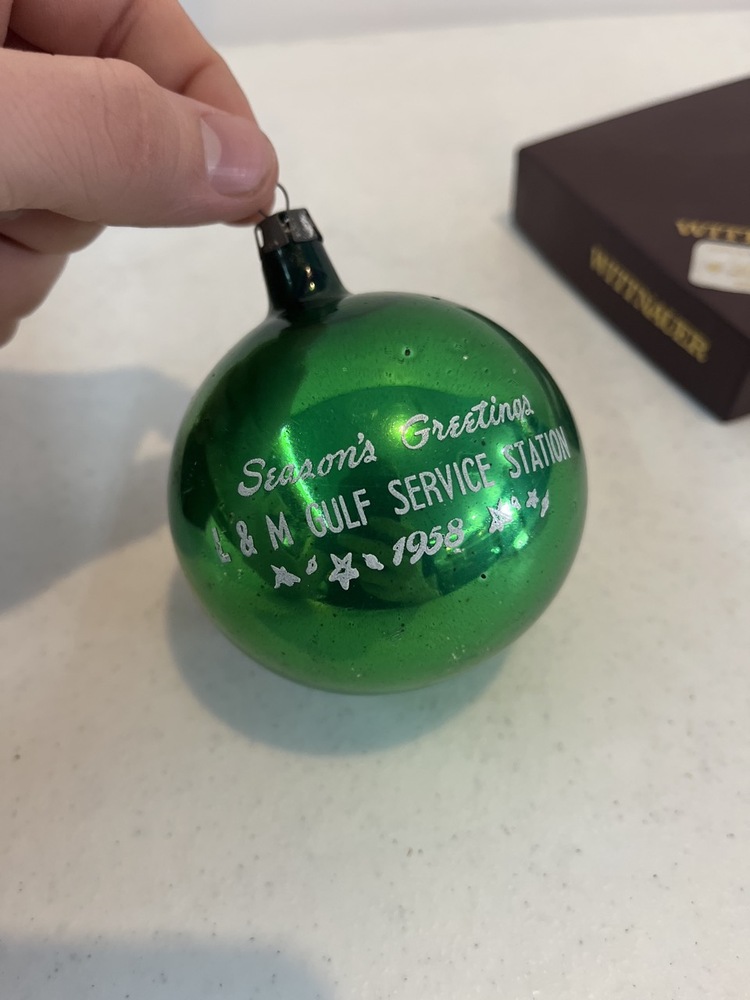 Season's Greetings
& M GULF SERVICE STATION
1958
WITTNAUER